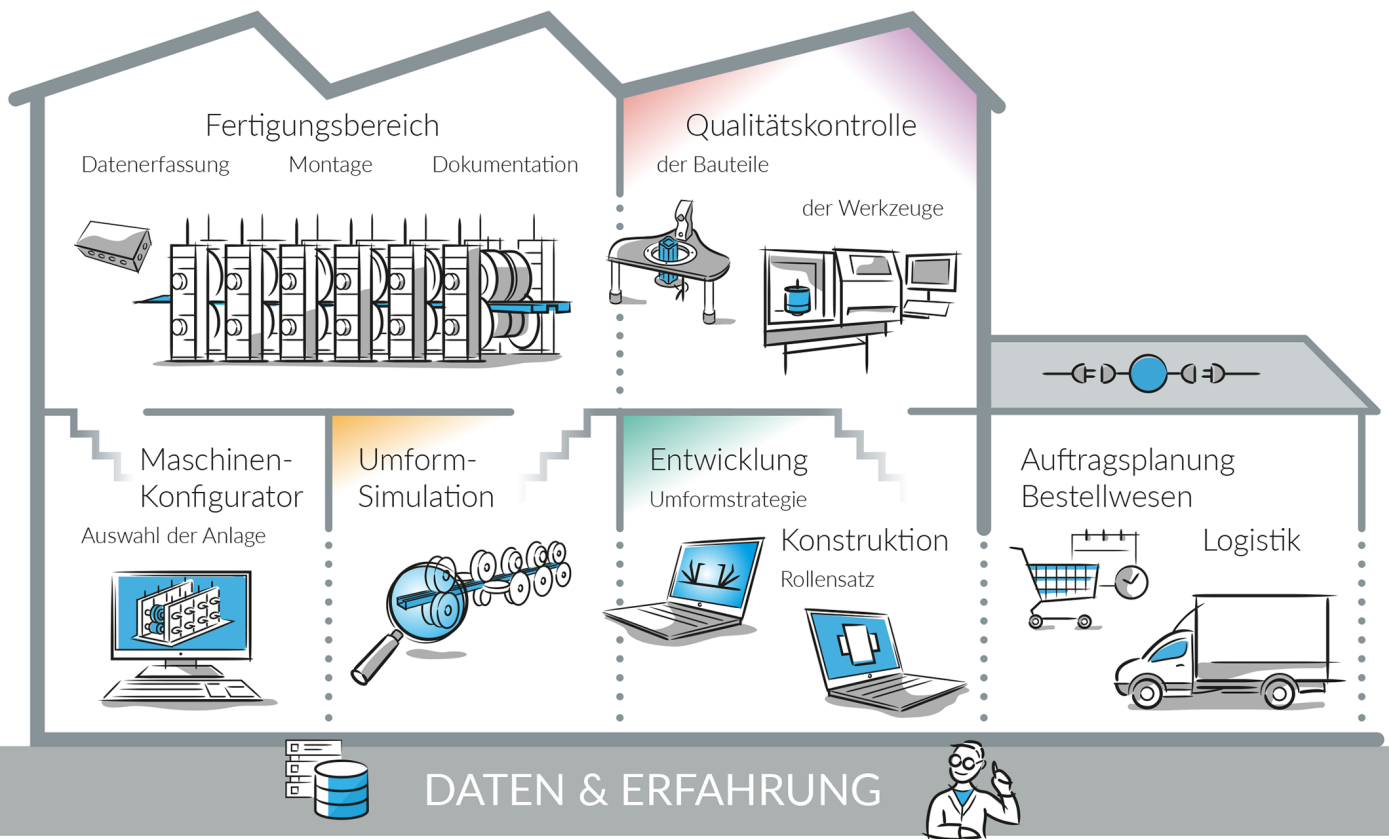 Fertigungsbereich
Datenerfassung
Montage
Dokumentation
Qualitätskontrolle
der Bauteile
der Werkzeuge
Maschinen-
Konfigurator
Auswahl der Anlage
Umform-
Simulation
Entwicklung
Umformstrategie
Konstruktion
Rollensatz
Auftragsplanung
Bestellwesen
Logistik
DATEN & ERFAHRUNG